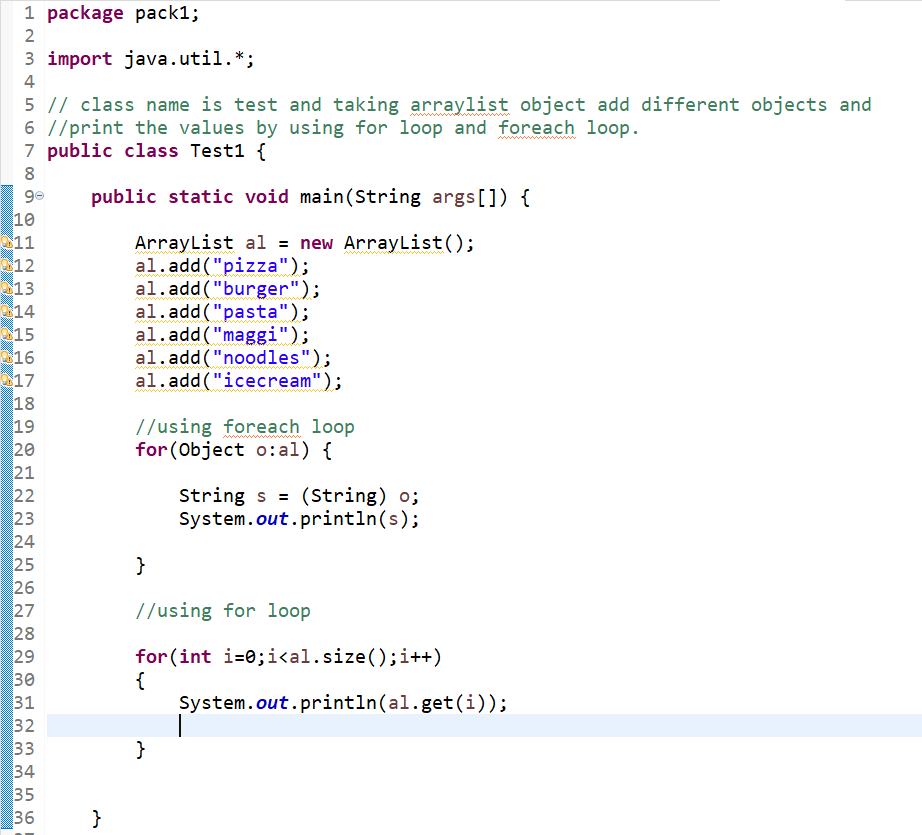 1 package pack1;
2
3 import java.util.*;
4
5 // class name is test and taking arraylist object add different objects and
6 //print the values by using for loop and foreach loop.
7 public class Test1 {
8
9 public static void main(String args[]) {
10
11 ArrayList al = new ArrayList();
12 al.add("pizza");
13 al.add("burger");
14 al.add("pasta");
15 al.add("maggi");
16 al.add("noodles");
17 al.add("icecream");
18
19 //using foreach loop
20 for(Object o:al) {
21
22 String s = (String) o;
23 System.out.println(s);
24
25 }
26
27 //using for loop
28
29 for(int i=0;i<al.size();i++)
30 {
31 System.out.println(al.get(i));
32
33 }
34
35
36 }